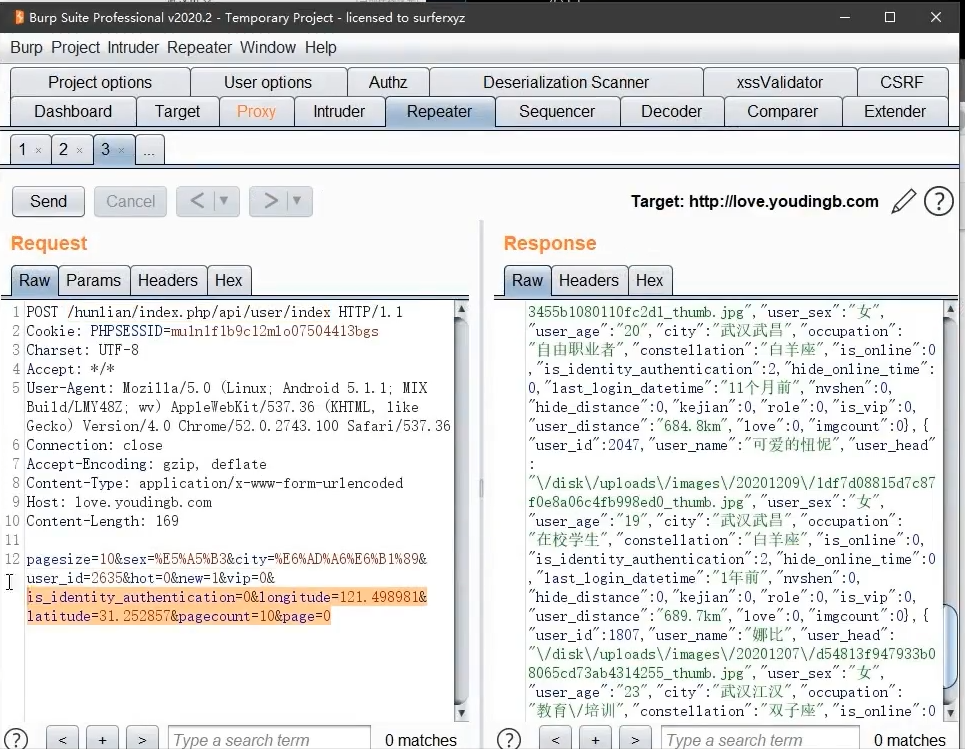 Burp Suite Professional v2020.2 - Temporary Project - licensed to surferxyz
Burp Project Intruder Repeater Window Help
Project options User options Authz Deserialization Scanner xssValidator CSRF
Dashboard Target Proxy Intruder Repeater Sequencer Decoder Comparer Extender
1 × 2 × 3 × ...
Send Cancel < ▼ > ▼ Target: http://love.youdingb.com ?
Request
Raw Params Headers Hex
1 POST /hunlian/index.php/api/user/index HTTP/1.1
2 Cookie: PHPSESSID=mu1n1f1b9c12mlo07504413bgs
3 Charset: UTF-8
4 Accept: */*
5 User-Agent: Mozilla/5.0 (Linux; Android 5.1.1; MIX
Build/LMY48Z; wv) AppleWebKit/537.36 (KHTML, like
Gecko) Version/4.0 Chrome/52.0.2743.100 Safari/537.36
6 Connection: close
7 Accept-Encoding: gzip, deflate
8 Content-Type: application/x-www-form-urlencoded
9 Host: love.youdingb.com
10 Content-Length: 169
11
12 pagesize=10&sex=%E5%A5%B3&city=%E6%AD%A6%E6%B1%89&
user_id=2635&hot=0&new=1&vip=0&
is_identity_authentication=0&longitude=121.498981&
latitude=31.252857&pagecount=10&page=0
? < + > Type a search term 0 matches
Response
Raw Headers Hex
3455b1080110fc2d1_thumb.jpg","user_sex":"女",
"user_age":"20","city":"武汉武昌","occupation":
"自由职业者","constellation":"白羊座","is_online":0
,"is_identity_authentication":2,"hide_online_time":
0,"last_login_datetime":"11个月前","nvshen":0,
"hide_distance":0,"kejian":0,"role":0,"is_vip":0,
"user_distance":"684.8km","love":0,"imgcount":0},{
"user_id":2047,"user_name":"可爱的忸怩","user_head"
:
"\/disk\/uploads\/images\/20201209\/1df7d08815d7c87
f0e8a06c4fb998ed0_thumb.jpg","user_sex":"女",
"user_age":"19","city":"武汉武昌","occupation":
"在校学生","constellation":"白羊座","is_online":0,
"is_identity_authentication":2,"hide_online_time":0
,"last_login_datetime":"1年前","nvshen":0,
"hide_distance":0,"kejian":0,"role":0,"is_vip":0,
"user_distance":"689.7km","love":0,"imgcount":0},{
"user_id":1807,"user_name":"娜比","user_head":
"\/disk\/uploads\/images\/20201207\/d54813f947933b0
8065cd73ab4314255_thumb.jpg","user_sex":"女",
"user_age":"23","city":"武汉江汉","occupation":
"教育\/培训","constellation":"双子座","is_online":0
? < + > Type a search term 0 matches